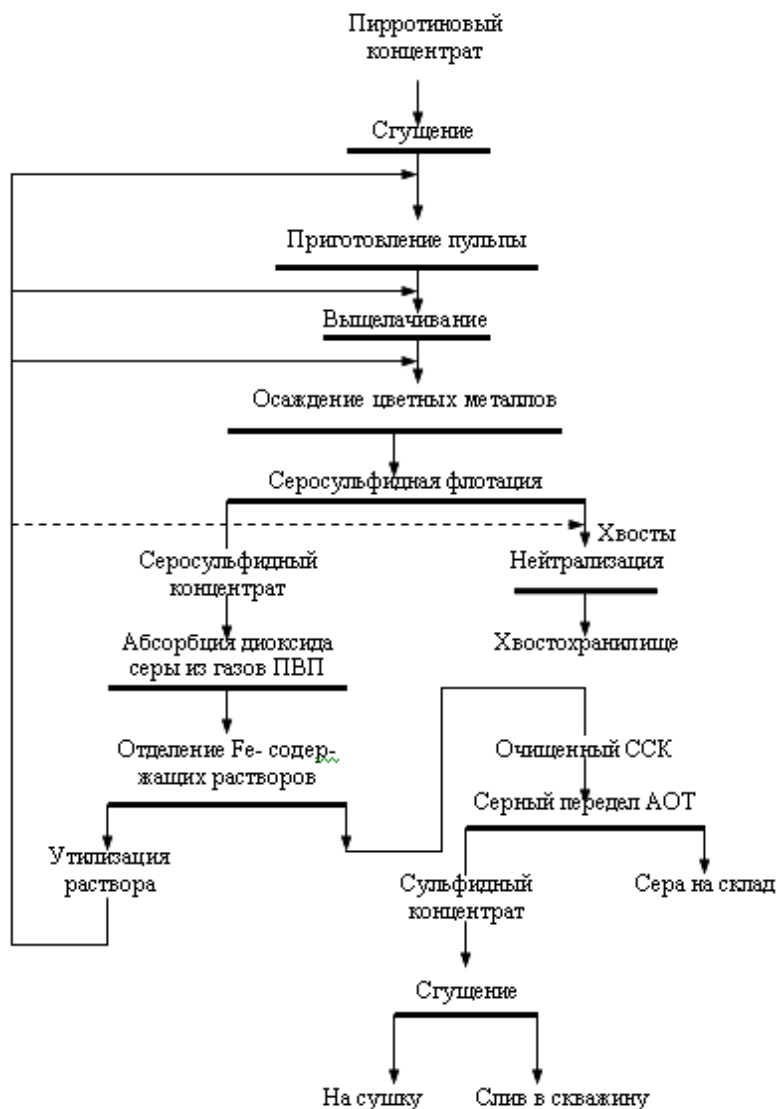 Пирротиновый
концентрат
Сгущение
Приготовление пульпы
Выщелачивание
Осаждение цветных металлов
Серосульфидная флотация
Хвосты
Серосульфидный
концентрат
Нейтрализация
Абсорбция диоксида
серы из газов ПВП
Хвостохранилище
Отделение Fe- содер-
жащих растворов
Очищенный ССК
Серный передел АОТ
Утилизация
раствора
Сульфидный
концентрат
Сера на склад
Сгущение
На сушку
Слив в скважину